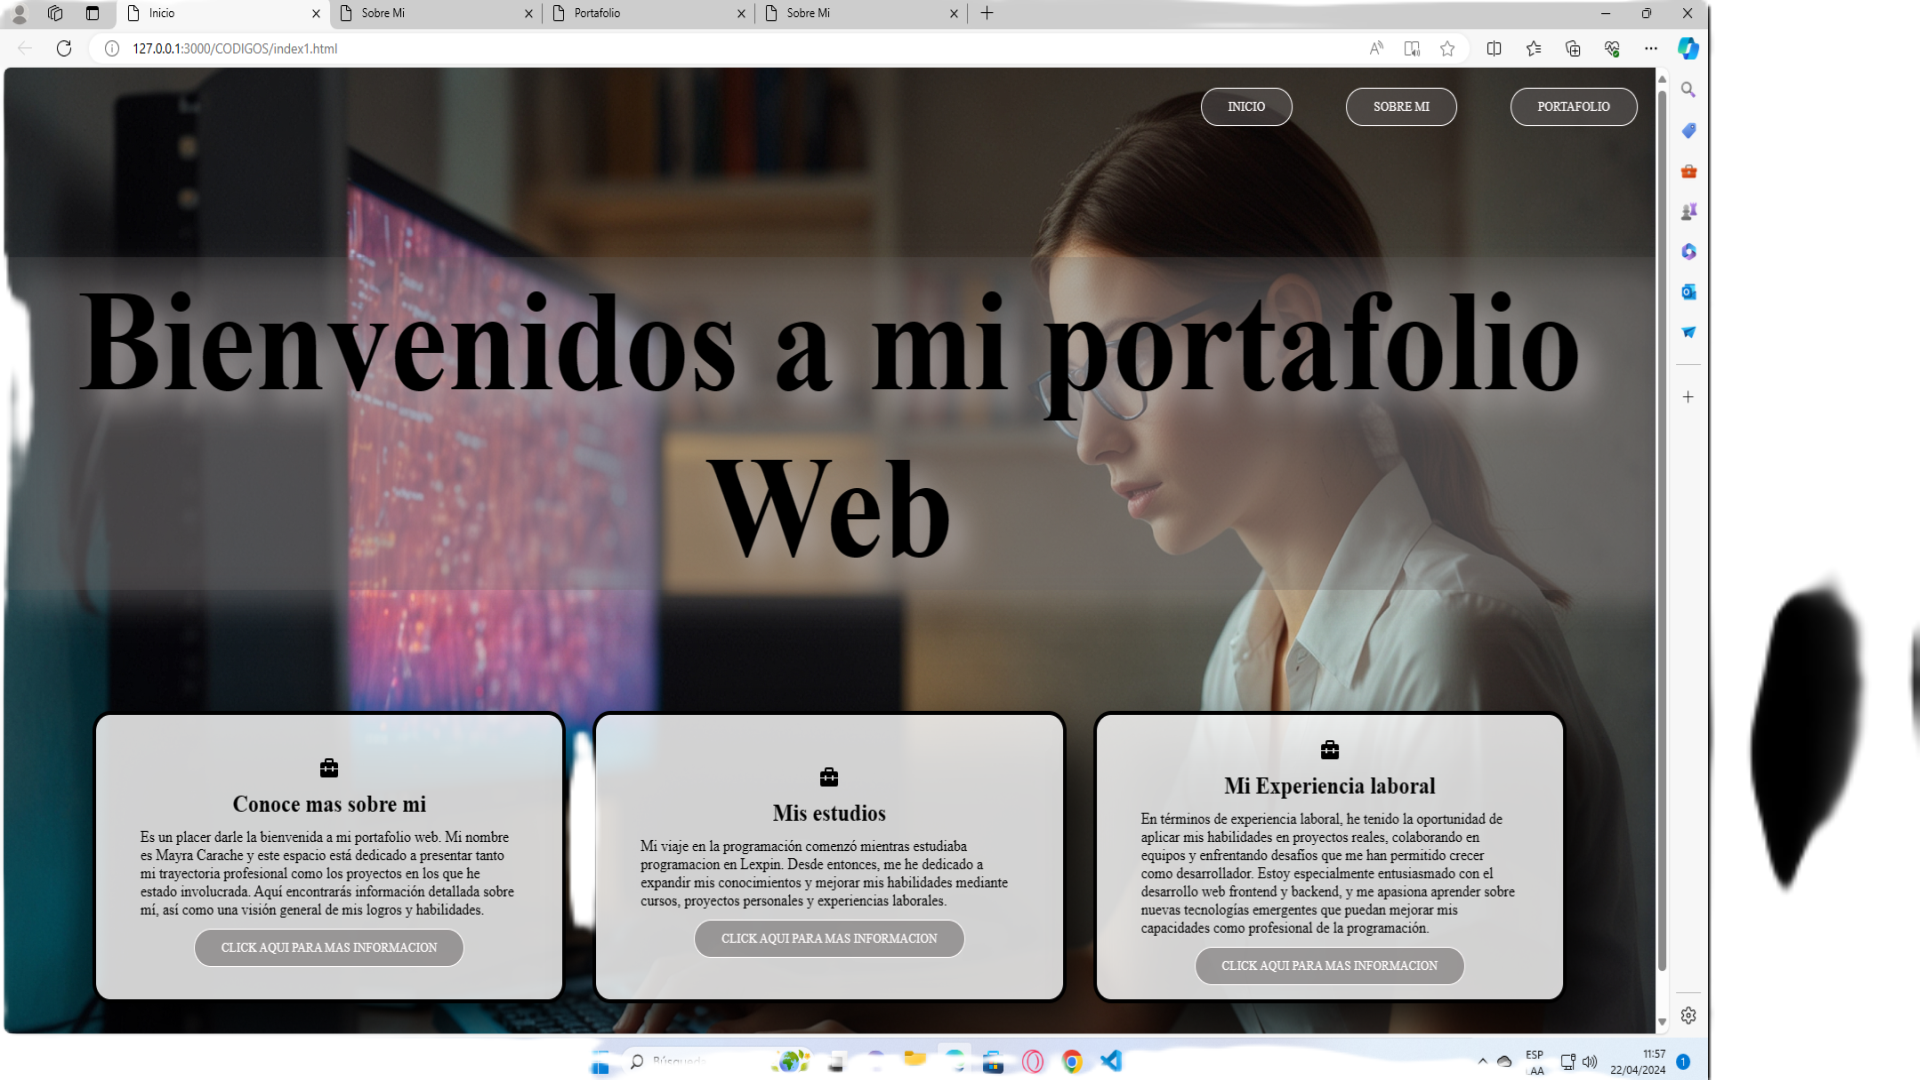 Inicio
Sobre Mi
Portafolio
Sobre Mi
127.0.0.1:3000/CODIGOS/index1.html
INICIO
SOBRE MI
PORTAFOLIO
Bienvenidos a mi portafolio
Web
Conoce mas sobre mi
Es un placer darle la bienvenida a mi portafolio web. Mi nombre
es Mayra Carache y este espacio está dedicado a presentar tanto
mi trayectoria profesional como los proyectos en los que he
estado involucrada. Aquí encontrarás información detallada sobre
mí, así como una visión general de mis logros y habilidades.
CLICK AQUI PARA MAS INFORMACION
Mis estudios
Mi viaje en la programación comenzó mientras estudiaba
programacion en Lexpin. Desde entonces, me he dedicado a
expandir mis conocimientos y mejorar mis habilidades mediante
cursos, proyectos personales y experiencias laborales.
CLICK AQUI PARA MAS INFORMACION
Mi Experiencia laboral
En términos de experiencia laboral, he tenido la oportunidad de
aplicar mis habilidades en proyectos reales, colaborando en
equipos y enfrentando desafíos que me han permitido crecer
como desarrollador. Estoy especialmente entusiasmado con el
desarrollo web frontend y backend, y me apasiona aprender sobre
nuevas tecnologías emergentes que puedan mejorar mis
capacidades como profesional de la programación.
CLICK AQUI PARA MAS INFORMACION
Búsqueda
ESP
AA
11:57
22/04/2024
1